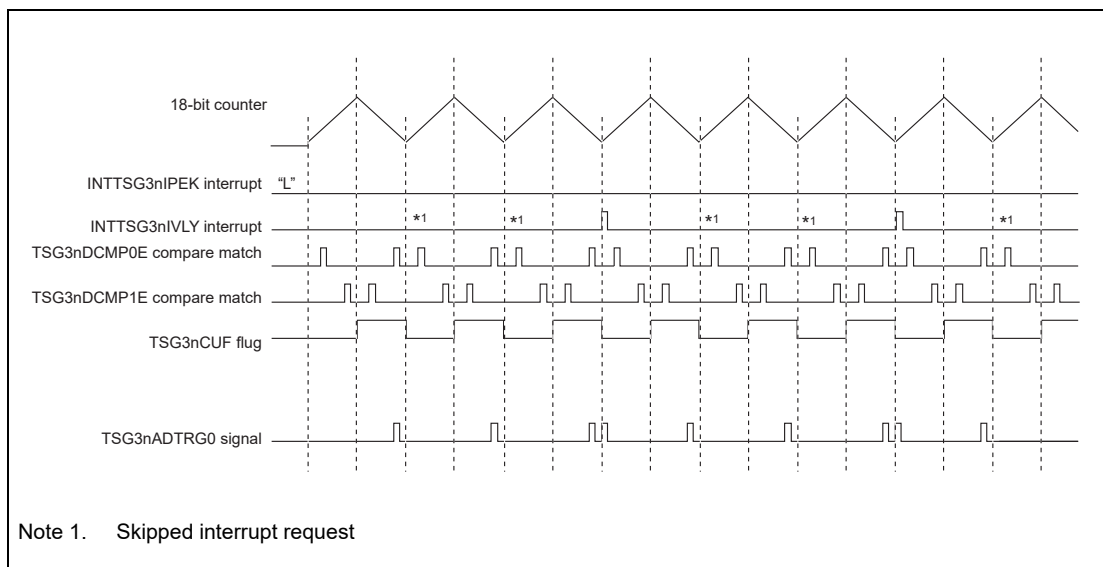 18-bit counter
INTTSG3nIPEK interrupt “L”
INTTSG3nIVLY interrupt *1 *1 *1 *1 *1
TSG3nDCMP0E compare match
TSG3nDCMP1E compare match
TSG3nCUF flug
TSG3nADTRG0 signal
Note 1. Skipped interrupt request